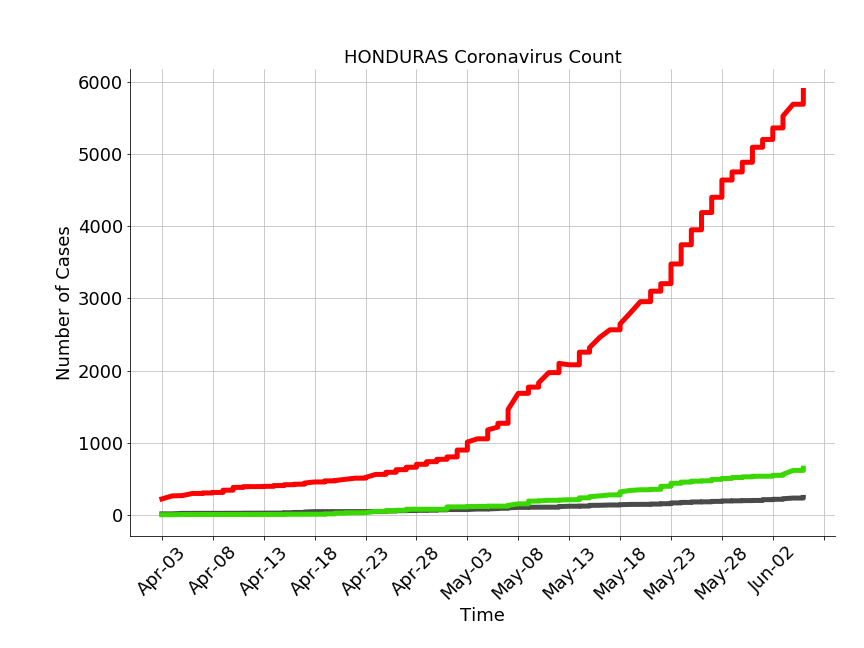 HONDURAS Coronavirus Count
6000
5000
4000
3000
2000
1000
0
Number of Cases
Apr-03
Apr-08
Apr-13
Apr-18
Apr-23
Apr-28
May-03
May-08
May-13
May-18
May-23
May-28
Jun-02
Time